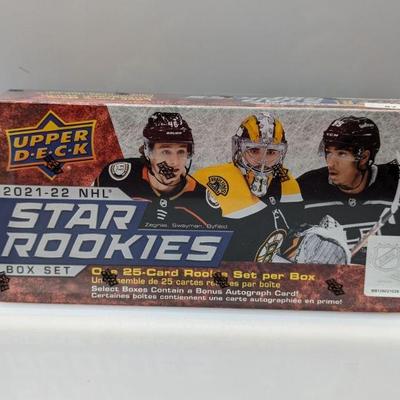 UPPER
D·E·C·K
2021-22 NHL®
STAR
ROOKIES
BOX SET
Zegras, Swayman, Byfield
One 25-Card Rookie Set per Box
Un ensemble de 25 cartes recrues par boîte
Select Boxes Contain a Bonus Autograph Card!
Certaines boîtes contiennent une carte autographiée en prime!